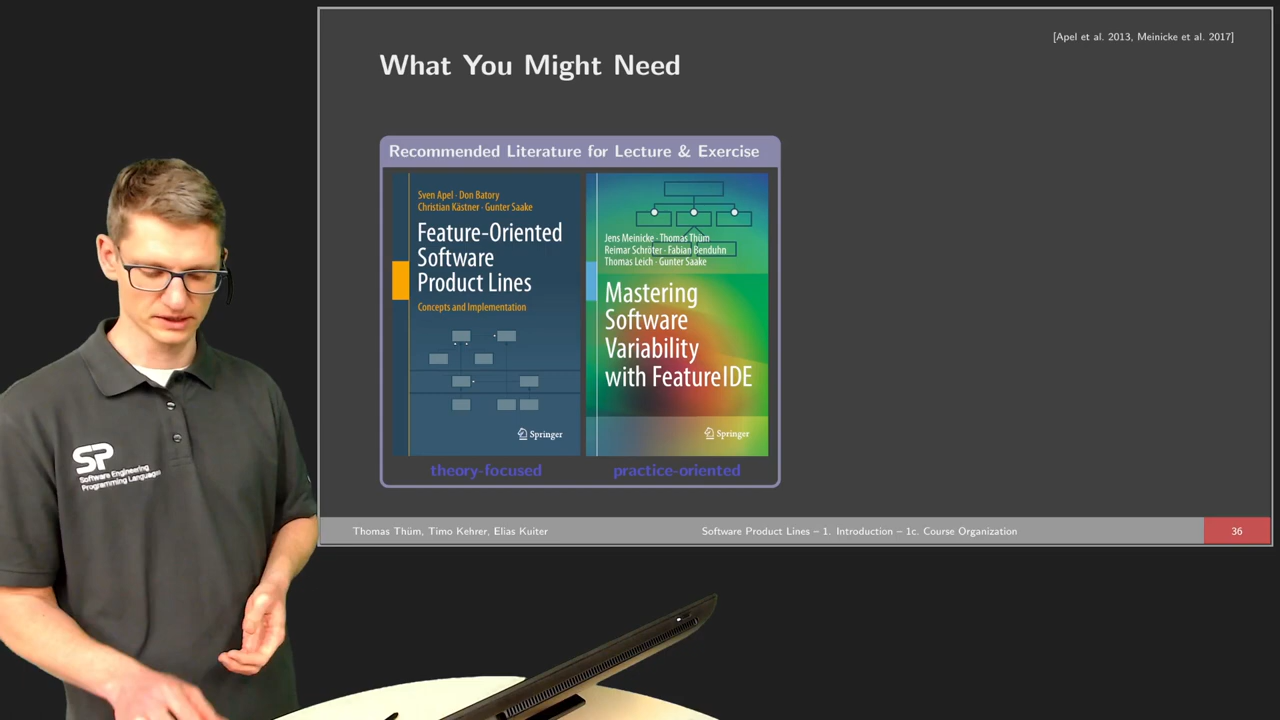 [Apel et al. 2013, Meinicke et al. 2017]
What You Might Need
Recommended Literature for Lecture & Exercise
Sven Apel · Don Batory
Christian Kästner · Gunter Saake
Feature-Oriented
Software
Product Lines
Concepts and Implementation
Springer
theory-focused
Jens Meinicke · Thomas Thüm
Reimar Schröter · Fabian Benduhn
Thomas Leich · Gunter Saake
Mastering
Software
Variability
with FeatureIDE
Springer
practice-oriented
SP
Software Engineering
Programming Languages
Thomas Thüm, Timo Kehrer, Elias Kuiter
Software Product Lines – 1. Introduction – 1c. Course Organization
36